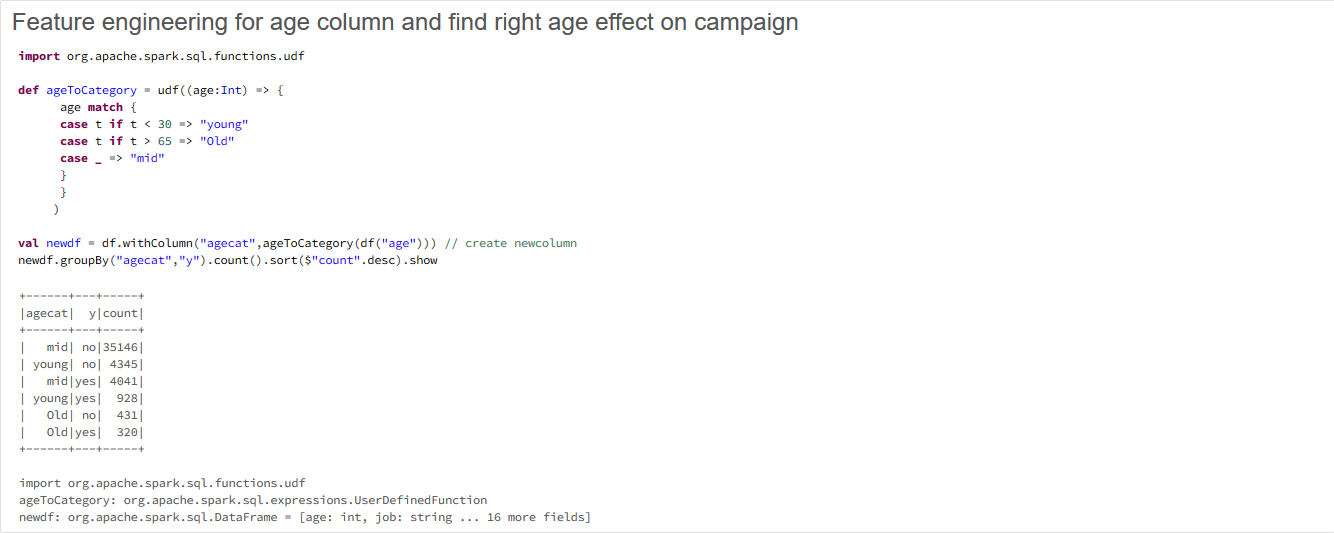 Feature engineering for age column and find right age effect on campaign
import org.apache.spark.sql.functions.udf
def ageToCategory = udf((age:Int) => {
age match {
case t if t < 30 => "young"
case t if t > 65 => "Old"
case _ => "mid"
}
}
)
val newdf = df.withColumn("agecat",ageToCategory(df("age"))) // create newcolumn
newdf.groupBy("agecat","y").count().sort($"count".desc).show
+------+---+-----+
|agecat|  y|count|
+------+---+-----+
|   mid| no|35146|
| young| no| 4345|
|   mid|yes| 4041|
| young|yes|  928|
|   Old| no|  431|
|   Old|yes|  320|
+------+---+-----+
import org.apache.spark.sql.functions.udf
ageToCategory: org.apache.spark.sql.expressions.UserDefinedFunction
newdf: org.apache.spark.sql.DataFrame = [age: int, job: string ... 16 more fields]